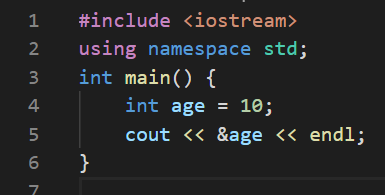 1 #include <iostream>
2 using namespace std;
3 int main() {
4     int age = 10;
5     cout << &age << endl;
6 }
7